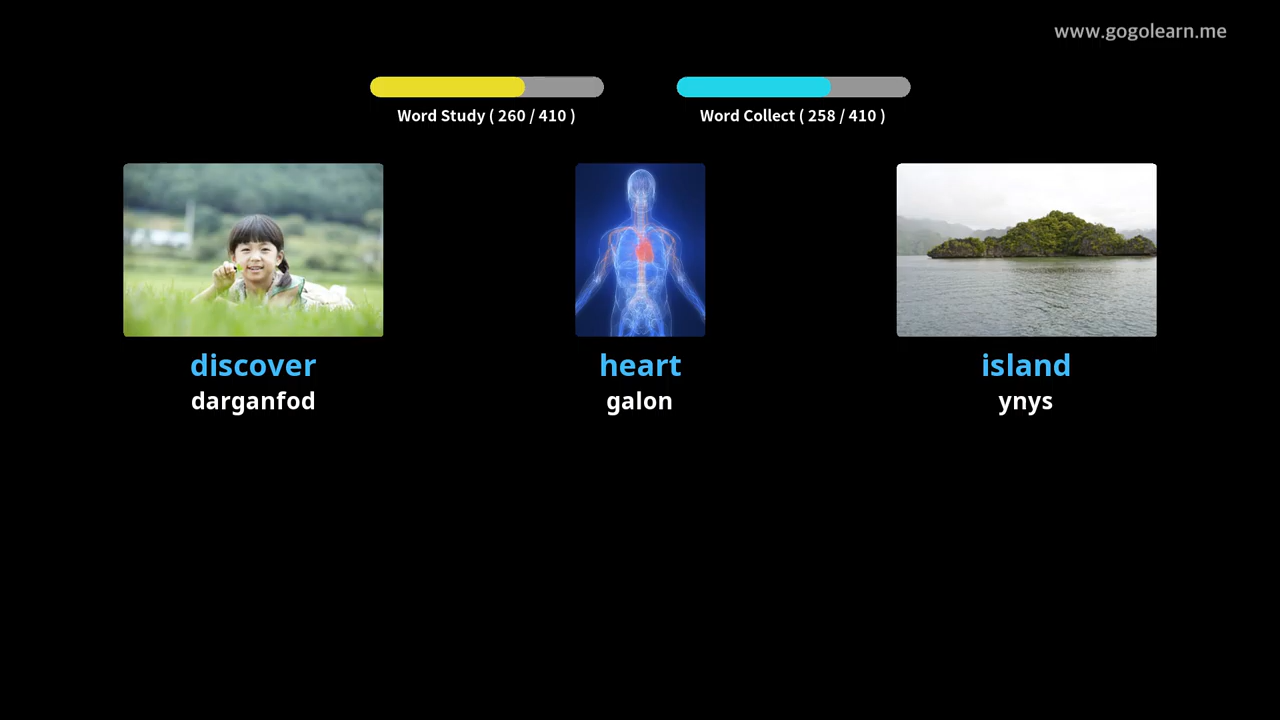 www.gogolearn.me
Word Study ( 260 / 410 )
Word Collect ( 258 / 410 )
discover
darganfod
heart
galon
island
ynys